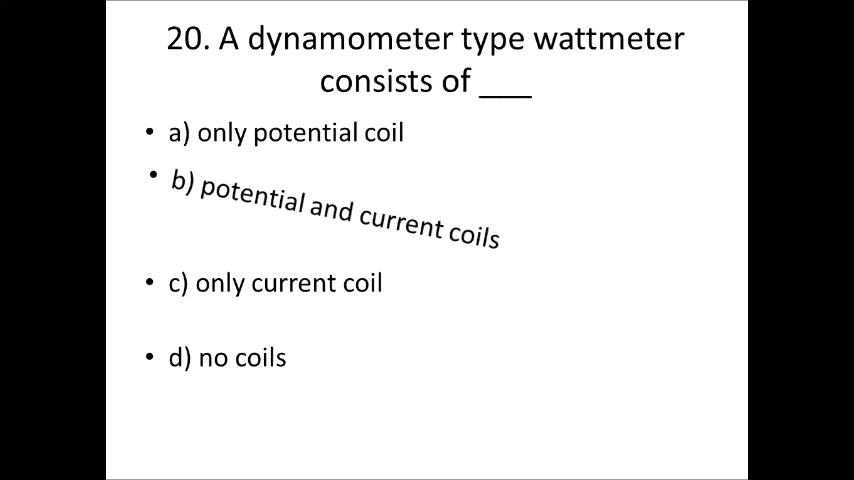 20. A dynamometer type wattmeter
consists of ___
• a) only potential coil
• b) potential and current coils
• c) only current coil
• d) no coils